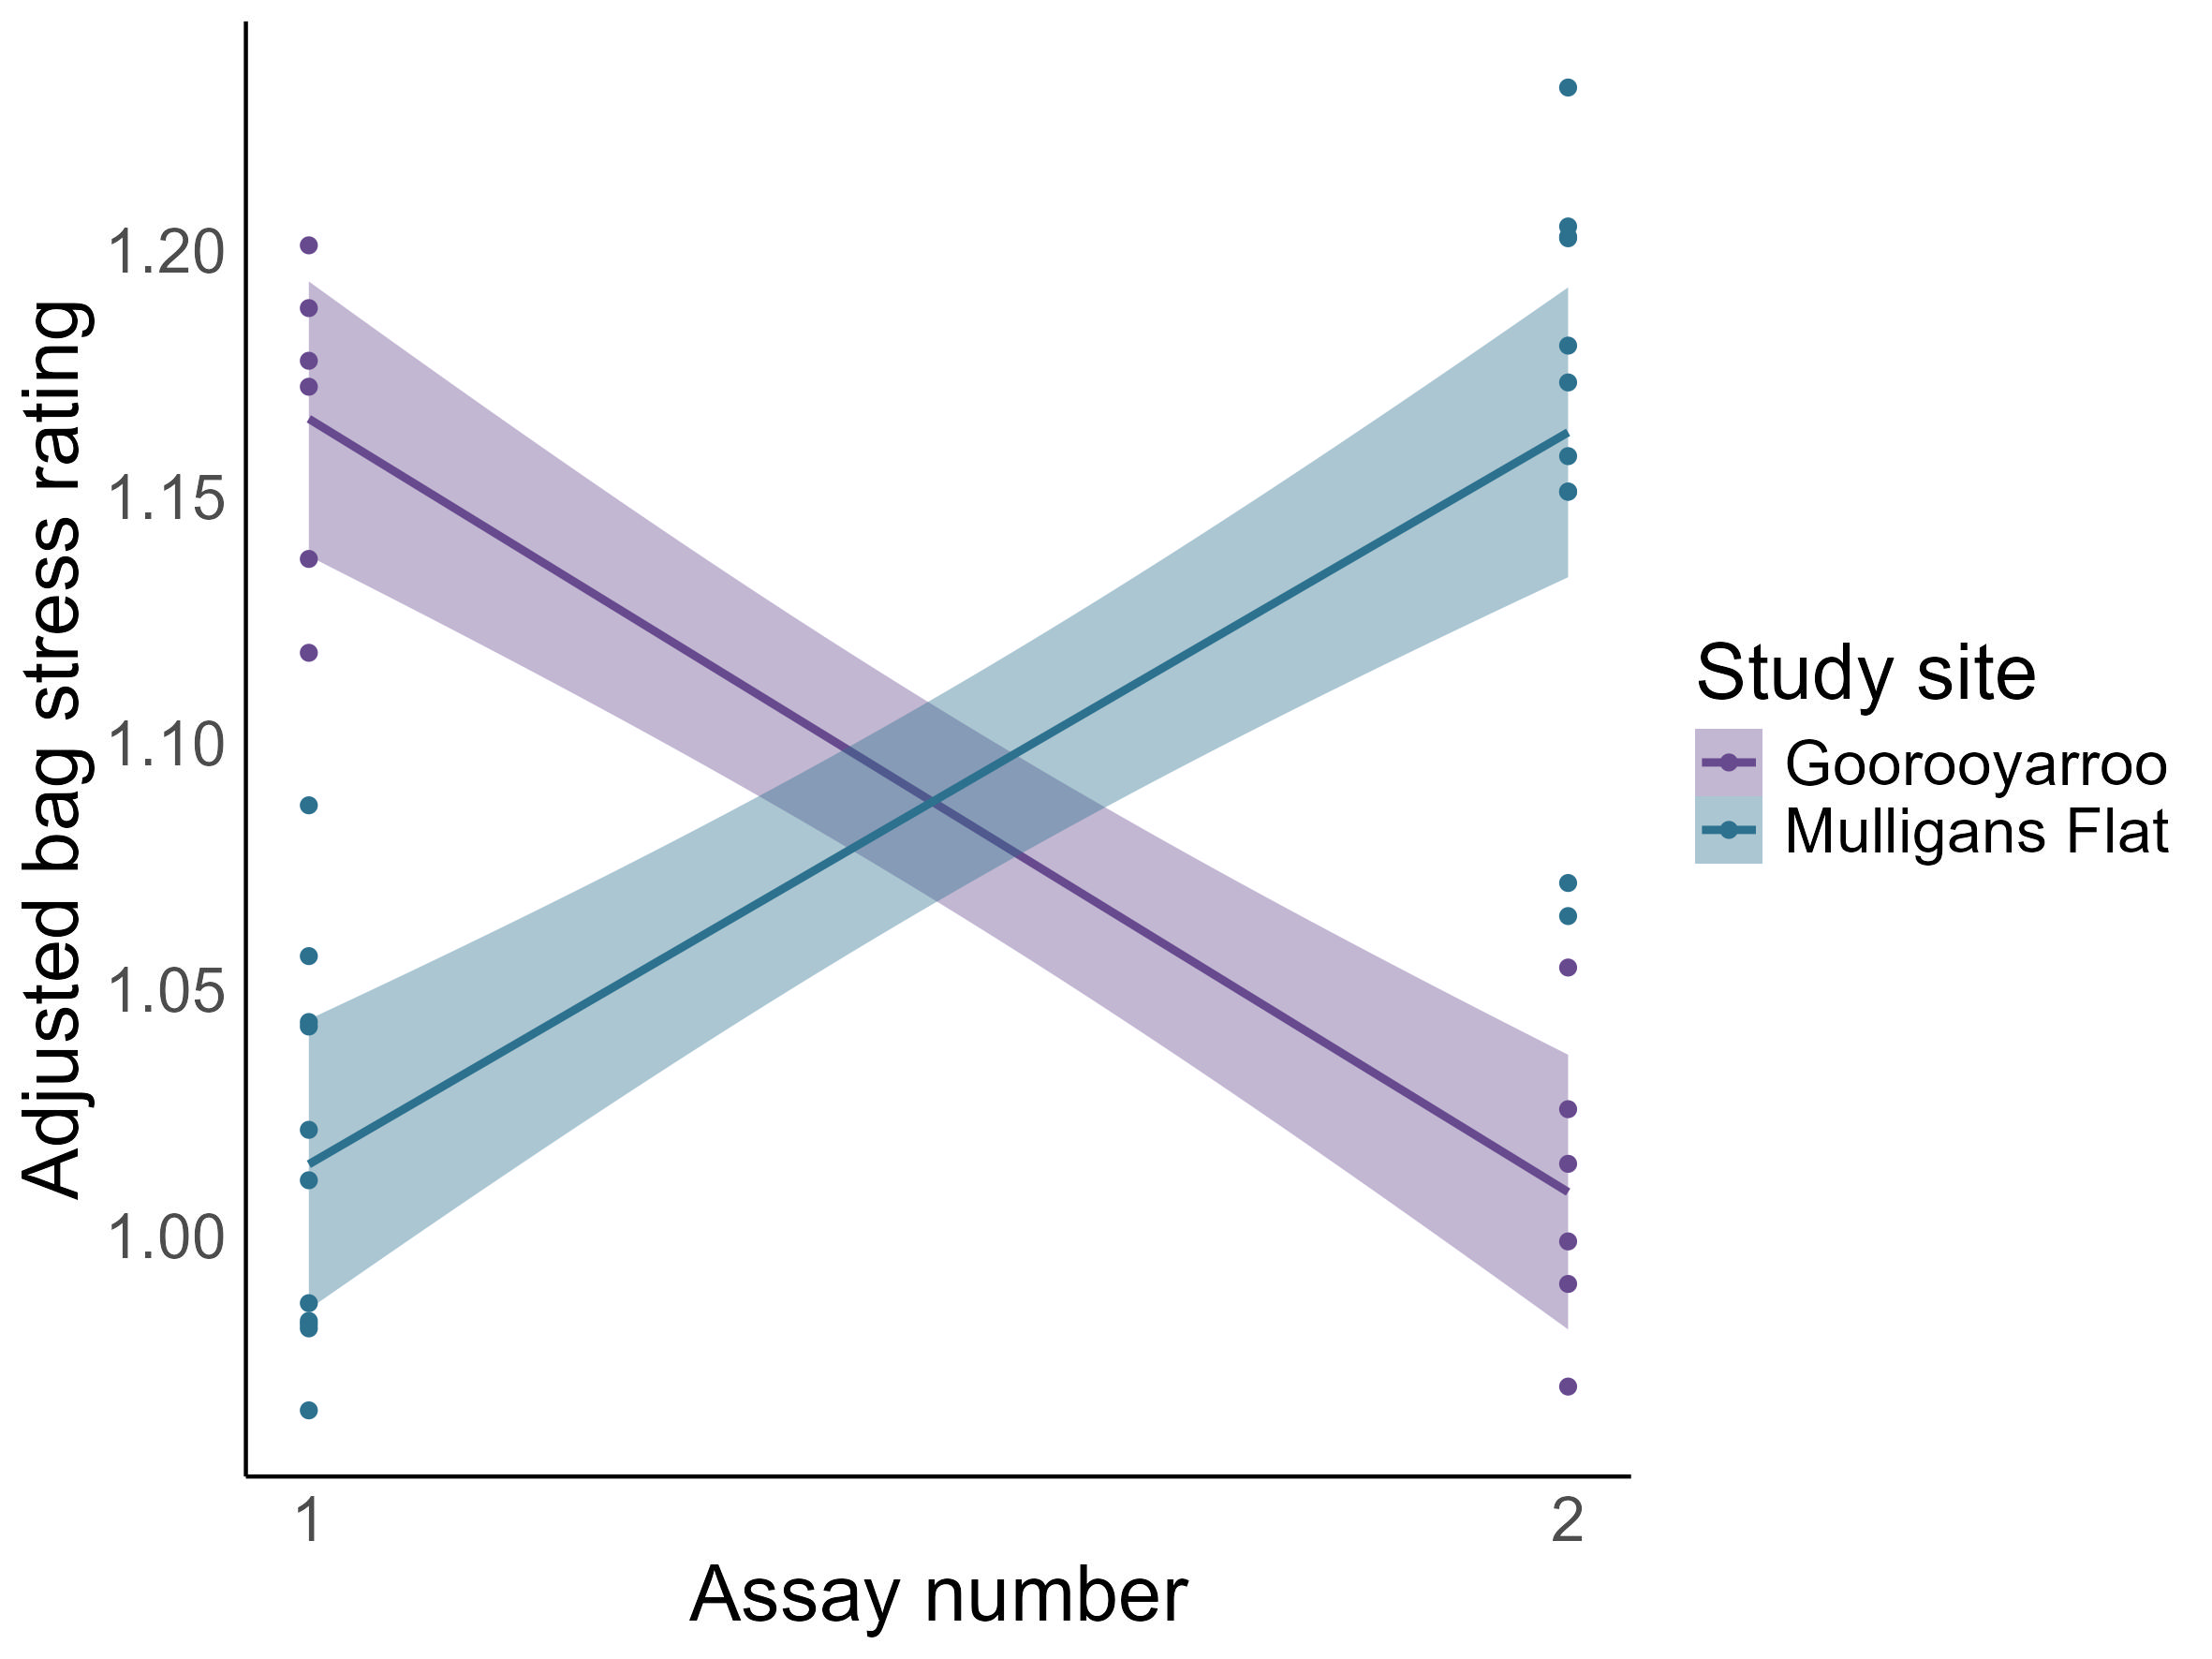 Adjusted bag stress rating
1.20
1.15
1.10
1.05
1.00
1
2
Assay number
Study site
Goorooyarroo
Mulligans Flat